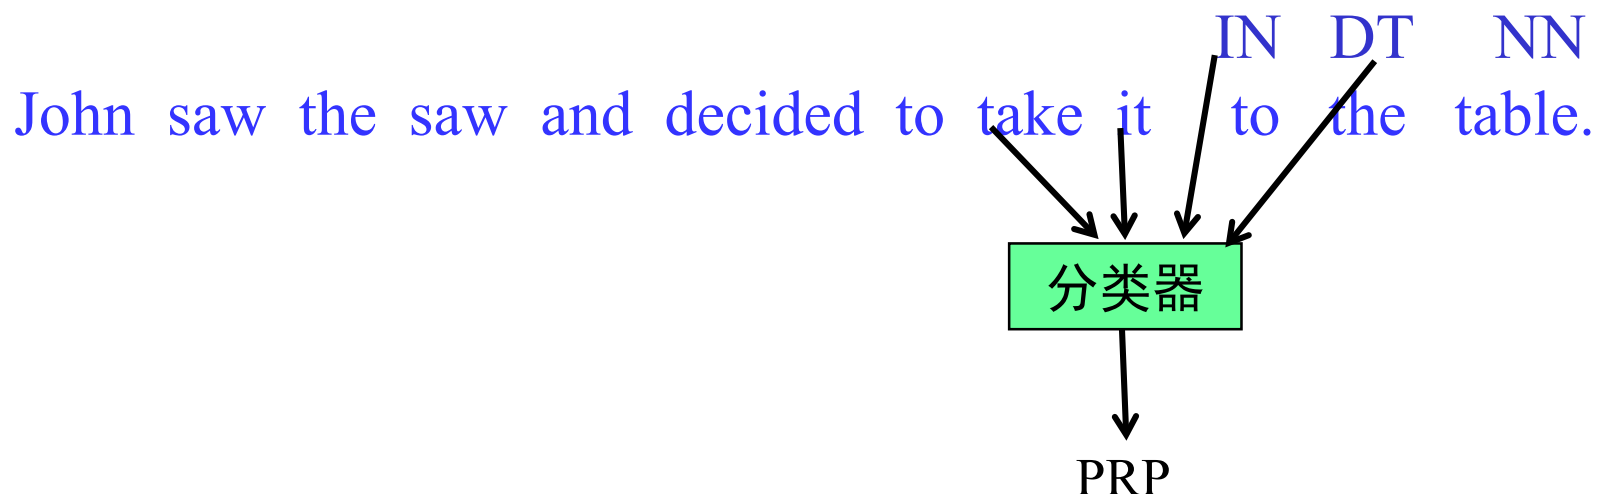 IN DT NN
John saw the saw and decided to take it to the table.
分类器
PRP